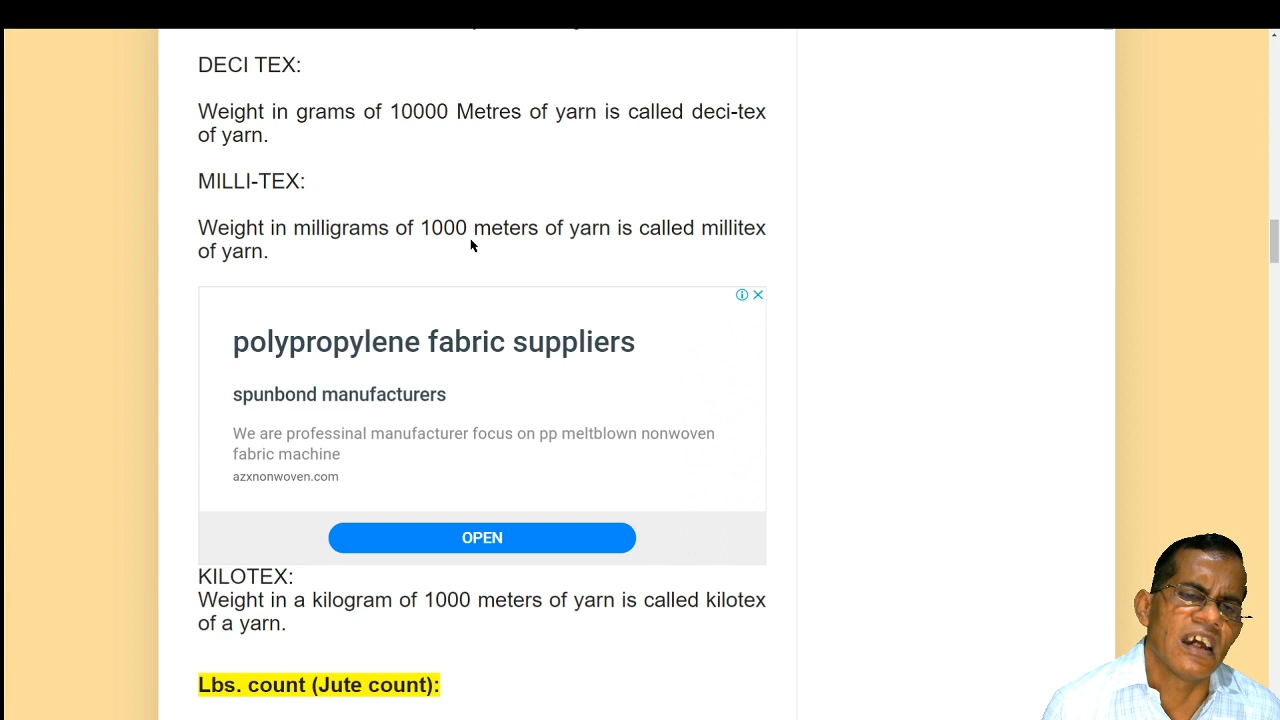 DECI TEX:
Weight in grams of 10000 Metres of yarn is called deci-tex
of yarn.
MILLI-TEX:
Weight in milligrams of 1000 meters of yarn is called millitex
of yarn.
polypropylene fabric suppliers
spunbond manufacturers
We are professinal manufacturer focus on pp meltblown nonwoven
fabric machine
azxnonwoven.com
OPEN
KILOTEX:
Weight in a kilogram of 1000 meters of yarn is called kilotex
of a yarn.
Lbs. count (Jute count):